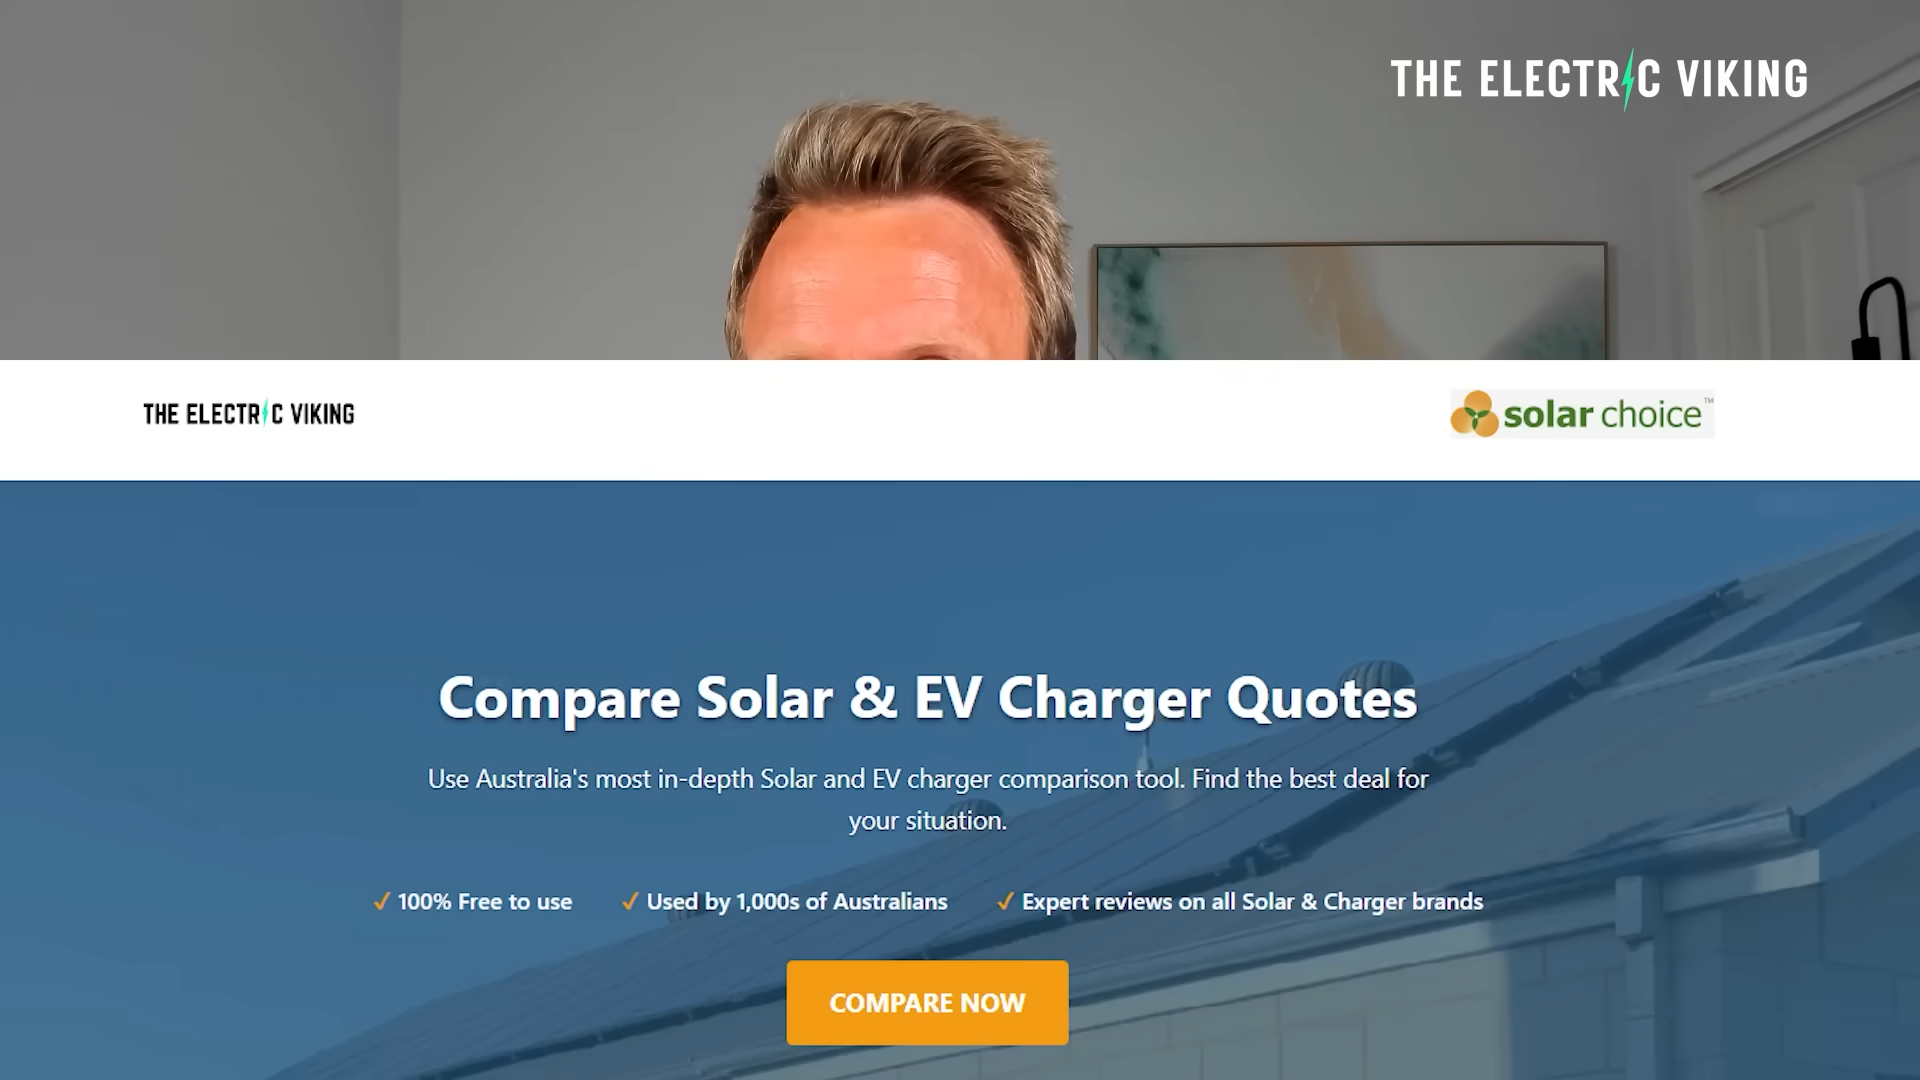 THE ELECTRIC VIKING
THE ELECTRIC VIKING
solar choice™
Compare Solar & EV Charger Quotes
Use Australia's most in-depth Solar and EV charger comparison tool. Find the best deal for
your situation.
✓ 100% Free to use ✓ Used by 1,000s of Australians ✓ Expert reviews on all Solar & Charger brands
COMPARE NOW